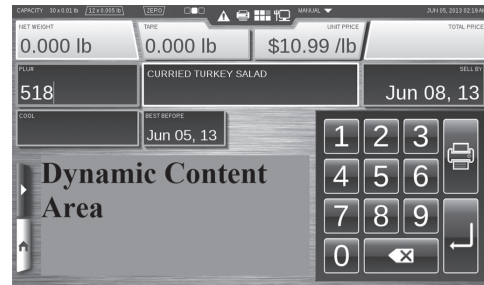 CAPACITY 30 x 0.01 lb / 12 x 0.005 lb ZERO MANUAL JUN 05, 2013 02:19 AM
NET WEIGHT TARE UNIT PRICE TOTAL PRICE
0.000 lb 0.000 lb $10.99 /lb
PLU# CURRIED TURKEY SALAD SELL BY
518 Jun 08, 13
COOL BEST BEFORE
Jun 05, 13
1 2 3
Dynamic Content
4 5 6
Area
7 8 9
0